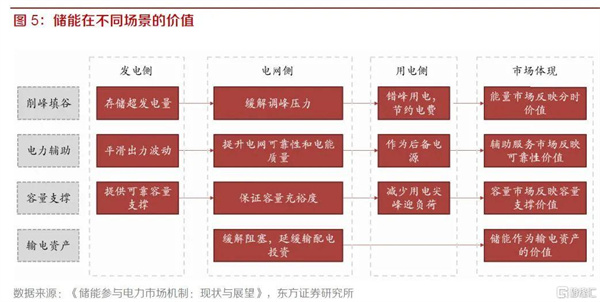 图 5：储能在不同场景的价值
发电侧
电网侧
用电侧
市场体现
削峰填谷
存储超发电量
缓解调峰压力
错峰用电，
节约电费
能量市场反映分时
价值
电力辅助
平滑出力波动
提升电网可靠性和电能
质量
作为后备电
源
辅助服务市场反映
可靠性价值
容量支撑
提供可靠容量
支撑
保证容量充裕度
减少用电尖
峰迎负荷
容量市场反映容量
支撑价值
输电资产
缓解阻塞，延缓输配电
投资
储能作为输电资产
的价值
数据来源：《储能参与电力市场机制：现状与展望》，东方证券研究所
格隆汇